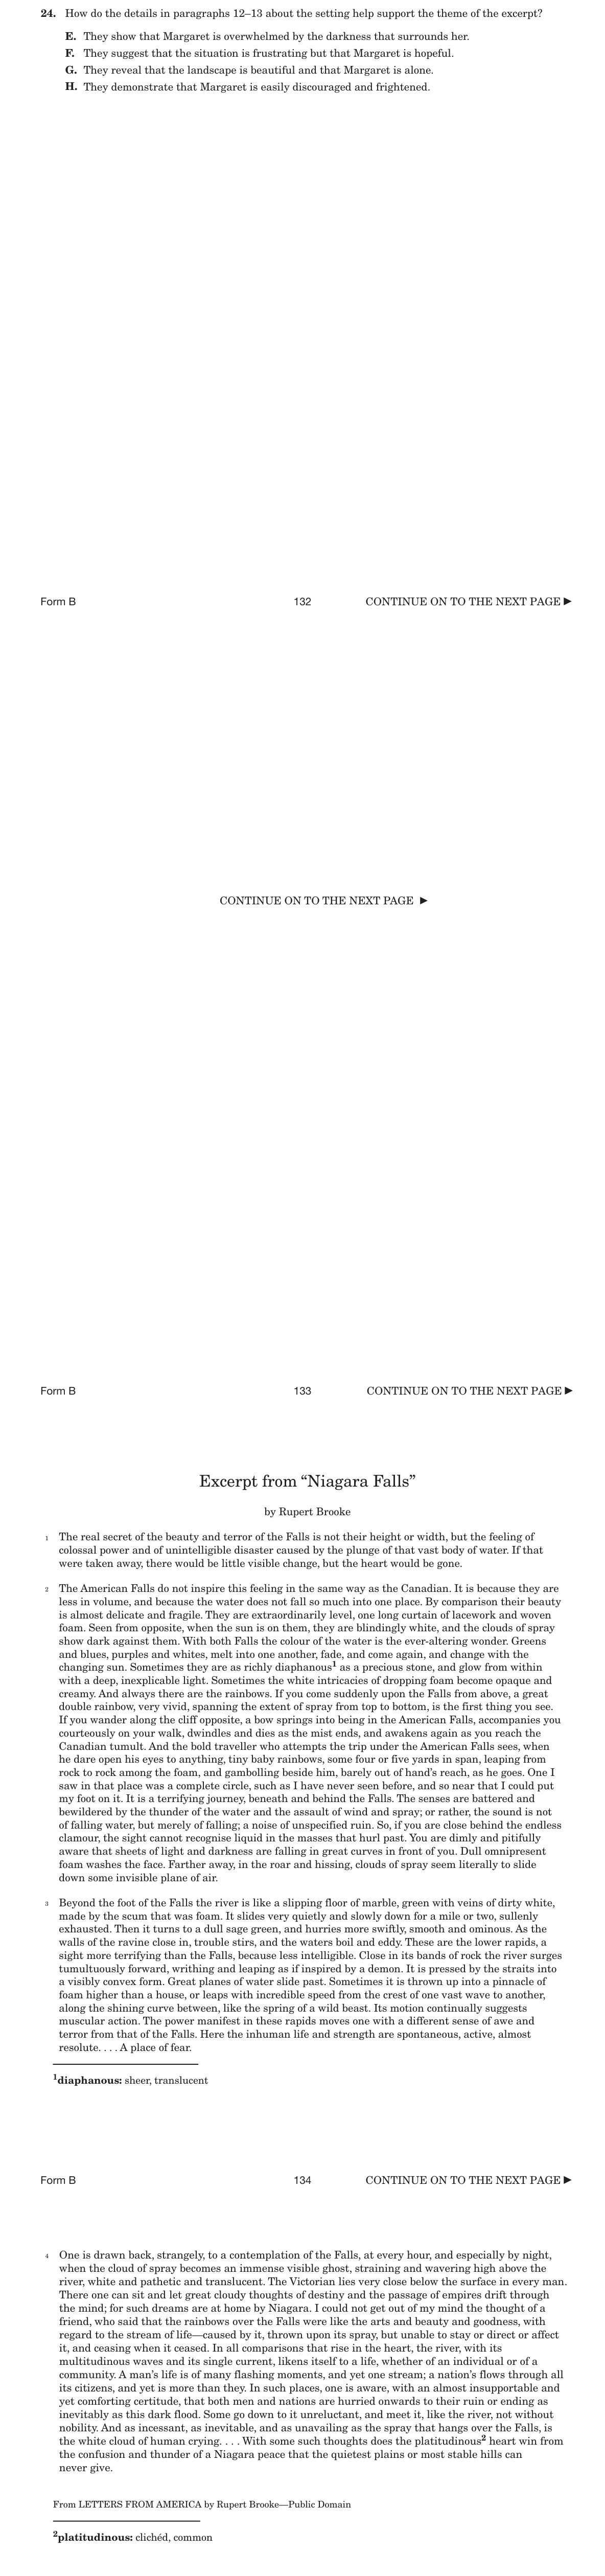 24. How do the details in paragraphs 12–13 about the setting help support the theme of the excerpt?
E. They show that Margaret is overwhelmed by the darkness that surrounds her.
F. They suggest that the situation is frustrating but that Margaret is hopeful.
G. They reveal that the landscape is beautiful and that Margaret is alone.
H. They demonstrate that Margaret is easily discouraged and frightened.
Form B 132 CONTINUE ON TO THE NEXT PAGE ▶
CONTINUE ON TO THE NEXT PAGE ▶
Form B 133 CONTINUE ON TO THE NEXT PAGE ▶
Excerpt from “Niagara Falls”
by Rupert Brooke
1 The real secret of the beauty and terror of the Falls is not their height or width, but the feeling of
colossal power and of unintelligible disaster caused by the plunge of that vast body of water. If that
were taken away, there would be little visible change, but the heart would be gone.
2 The American Falls do not inspire this feeling in the same way as the Canadian. It is because they are
less in volume, and because the water does not fall so much into one place. By comparison their beauty
is almost delicate and fragile. They are extraordinarily level, one long curtain of lacework and woven
foam. Seen from opposite, when the sun is on them, they are blindingly white, and the clouds of spray
show dark against them. With both Falls the colour of the water is the ever-altering wonder. Greens
and blues, purples and whites, melt into one another, fade, and come again, and change with the
changing sun. Sometimes they are as richly diaphanous1 as a precious stone, and glow from within
with a deep, inexplicable light. Sometimes the white intricacies of dropping foam become opaque and
creamy. And always there are the rainbows. If you come suddenly upon the Falls from above, a great
double rainbow, very vivid, spanning the extent of spray from top to bottom, is the first thing you see.
If you wander along the cliff opposite, a bow springs into being in the American Falls, accompanies you
courteously on your walk, dwindles and dies as the mist ends, and awakens again as you reach the
Canadian tumult. And the bold traveller who attempts the trip under the American Falls sees, when
he dare open his eyes to anything, tiny baby rainbows, some four or five yards in span, leaping from
rock to rock among the foam, and gambolling beside him, barely out of hand’s reach, as he goes. One I
saw in that place was a complete circle, such as I have never seen before, and so near that I could put
my foot on it. It is a terrifying journey, beneath and behind the Falls. The senses are battered and
bewildered by the thunder of the water and the assault of wind and spray; or rather, the sound is not
of falling water, but merely of falling; a noise of unspecified ruin. So, if you are close behind the endless
clamour, the sight cannot recognise liquid in the masses that hurl past. You are dimly and pitifully
aware that sheets of light and darkness are falling in great curves in front of you. Dull omnipresent
foam washes the face. Farther away, in the roar and hissing, clouds of spray seem literally to slide
down some invisible plane of air.
3 Beyond the foot of the Falls the river is like a slipping floor of marble, green with veins of dirty white,
made by the scum that was foam. It slides very quietly and slowly down for a mile or two, sullenly
exhausted. Then it turns to a dull sage green, and hurries more swiftly, smooth and ominous. As the
walls of the ravine close in, trouble stirs, and the waters boil and eddy. These are the lower rapids, a
sight more terrifying than the Falls, because less intelligible. Close in its bands of rock the river surges
tumultuously forward, writhing and leaping as if inspired by a demon. It is pressed by the straits into
a visibly convex form. Great planes of water slide past. Sometimes it is thrown up into a pinnacle of
foam higher than a house, or leaps with incredible speed from the crest of one vast wave to another,
along the shining curve between, like the spring of a wild beast. Its motion continually suggests
muscular action. The power manifest in these rapids moves one with a different sense of awe and
terror from that of the Falls. Here the inhuman life and strength are spontaneous, active, almost
resolute. . . . A place of fear.
1diaphanous: sheer, translucent
Form B 134 CONTINUE ON TO THE NEXT PAGE ▶
4 One is drawn back, strangely, to a contemplation of the Falls, at every hour, and especially by night,
when the cloud of spray becomes an immense visible ghost, straining and wavering high above the
river, white and pathetic and translucent. The Victorian lies very close below the surface in every man.
There one can sit and let great cloudy thoughts of destiny and the passage of empires drift through
the mind; for such dreams are at home by Niagara. I could not get out of my mind the thought of a
friend, who said that the rainbows over the Falls were like the arts and beauty and goodness, with
regard to the stream of life—caused by it, thrown upon its spray, but unable to stay or direct or affect
it, and ceasing when it ceased. In all comparisons that rise in the heart, the river, with its
multitudinous waves and its single current, likens itself to a life, whether of an individual or of a
community. A man’s life is of many flashing moments, and yet one stream; a nation’s flows through all
its citizens, and yet is more than they. In such places, one is aware, with an almost insupportable and
yet comforting certitude, that both men and nations are hurried onwards to their ruin or ending as
inevitably as this dark flood. Some go down to it unreluctant, and meet it, like the river, not without
nobility. And as incessant, as inevitable, and as unavailing as the spray that hangs over the Falls, is
the white cloud of human crying. . . . With some such thoughts does the platitudinous2 heart win from
the confusion and thunder of a Niagara peace that the quietest plains or most stable hills can
never give.
From LETTERS FROM AMERICA by Rupert Brooke—Public Domain
2platitudinous: clichéd, common